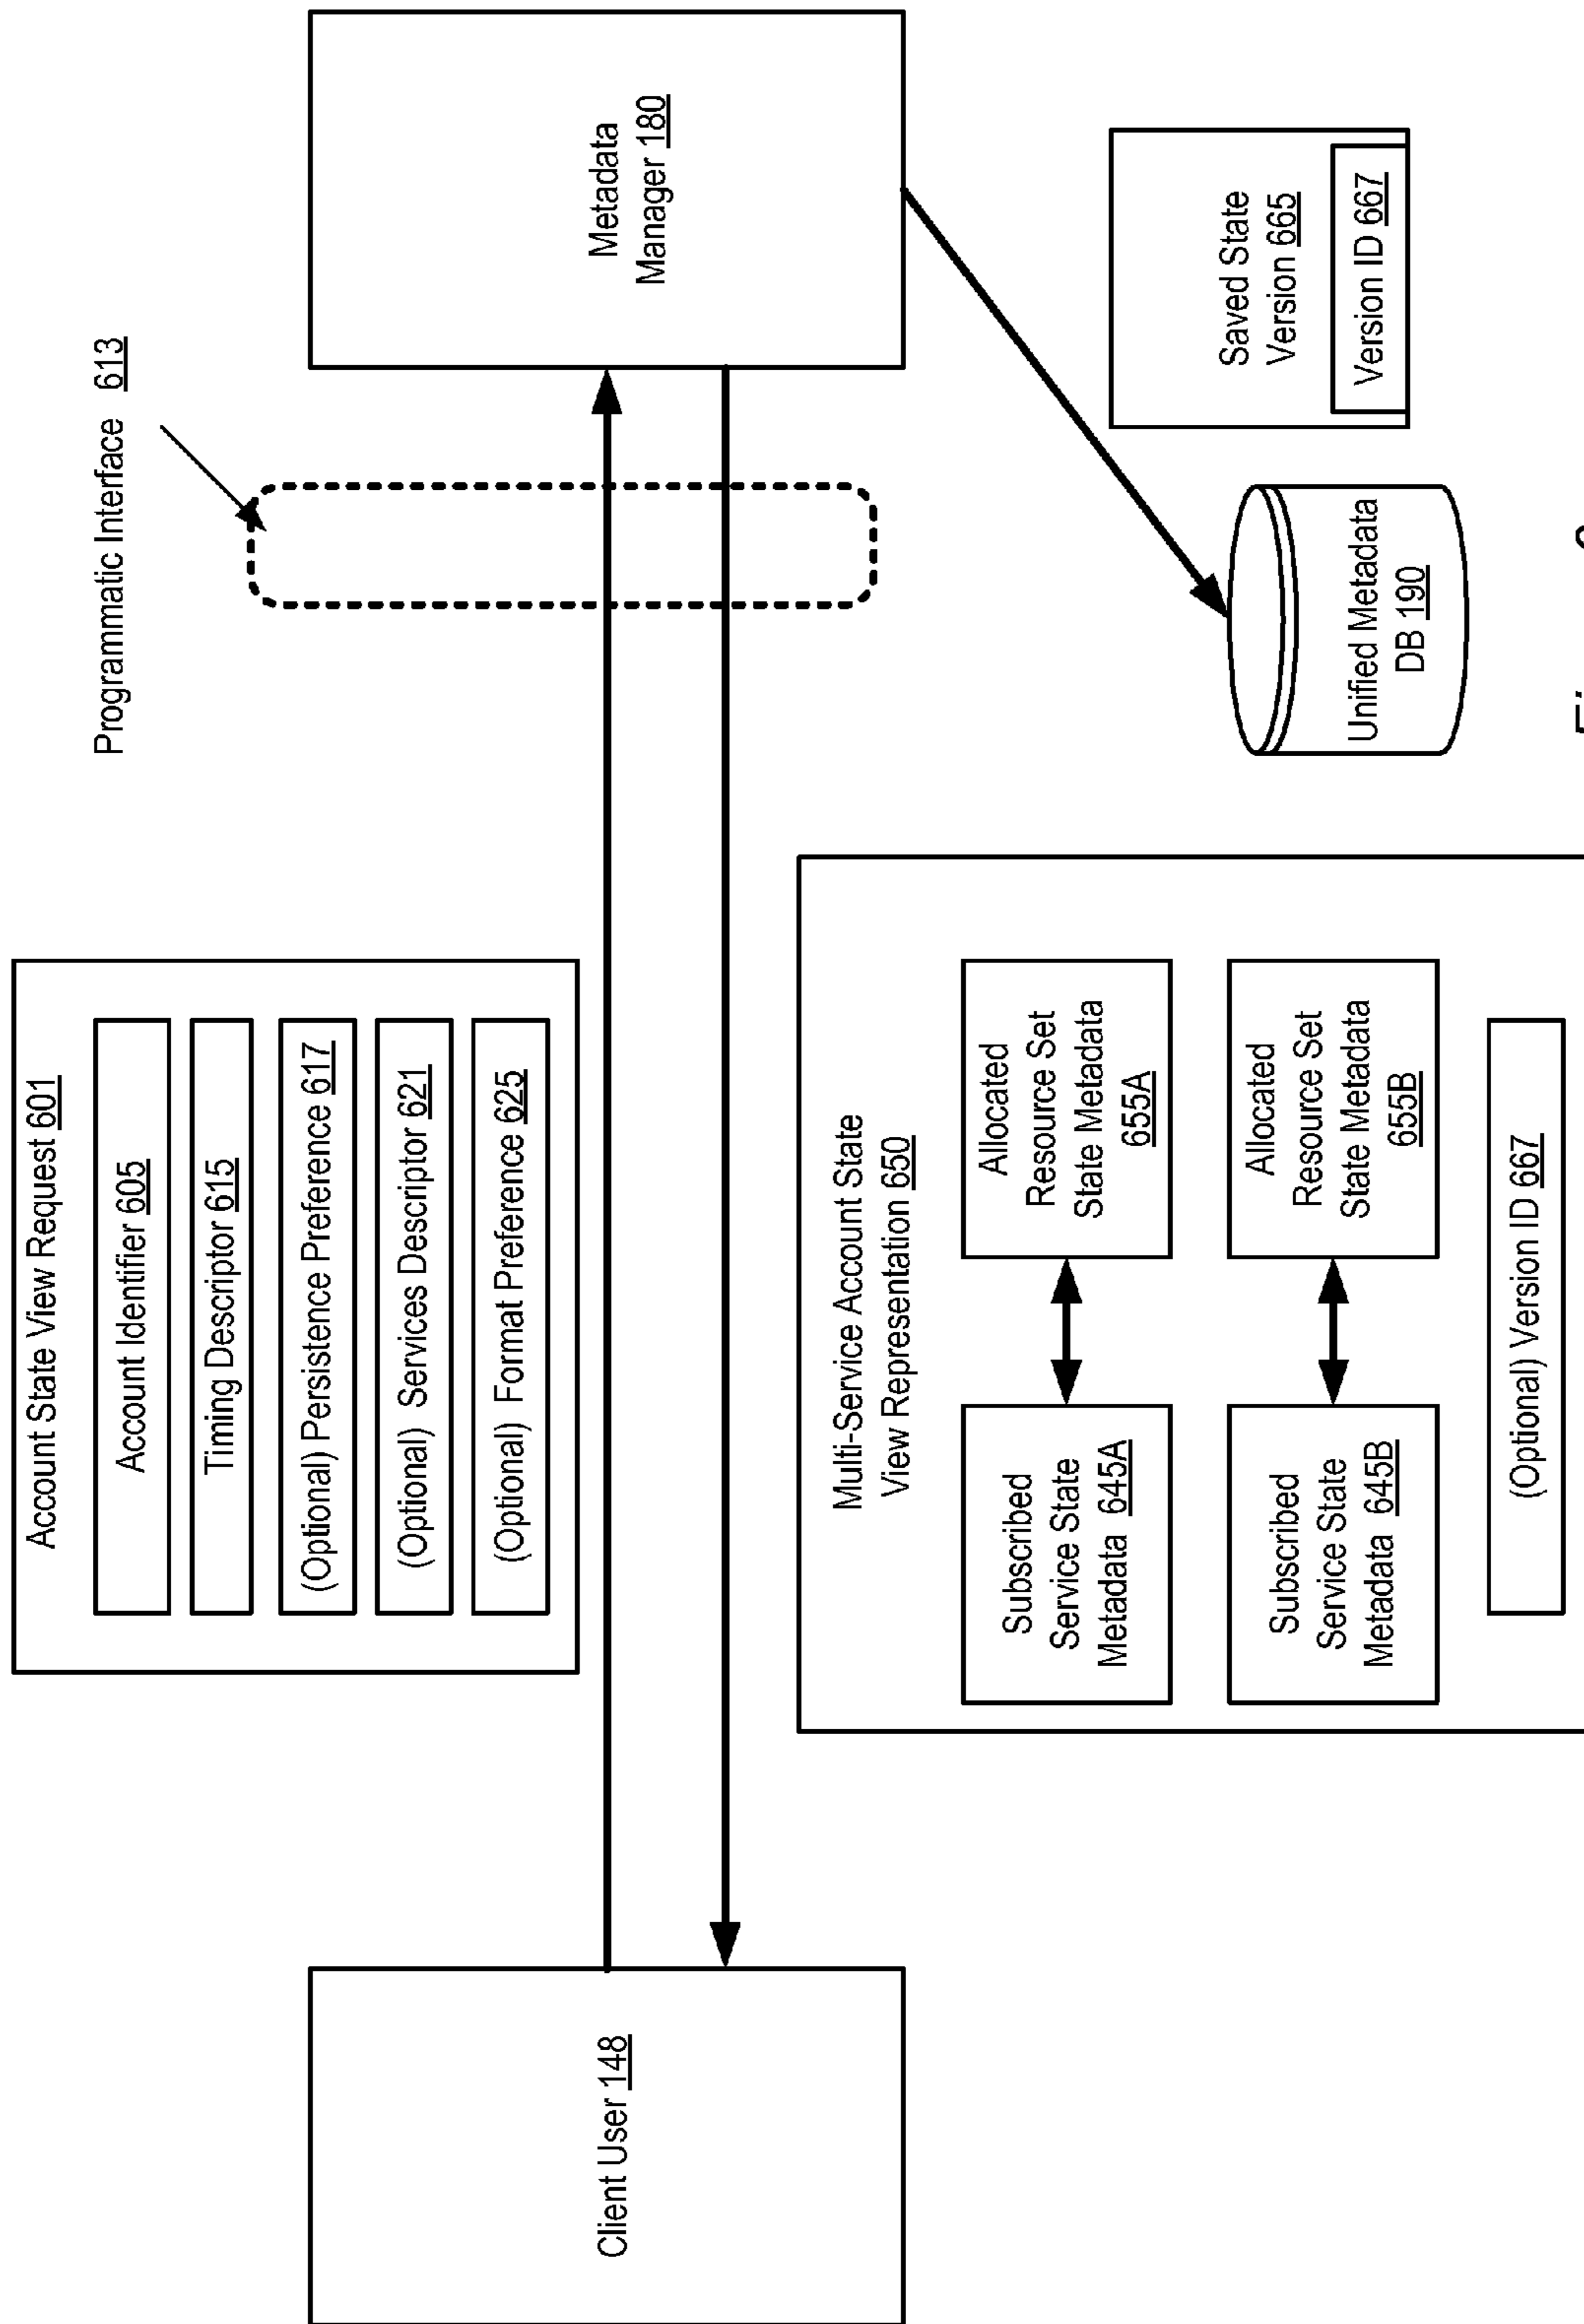 Account State View Request 601
Account Identifier 605
Timing Descriptor 615
(Optional) Persistence Preference 617
(Optional) Services Descriptor 621
(Optional) Format Preference 625
Programmatic Interface 613
Client User 148
Metadata
Manager 180
Multi-Service Account State
View Representation 650
Subscribed
Service State
Metadata 645A
Allocated
Resource Set
State Metadata
655A
Subscribed
Service State
Metadata 645B
Allocated
Resource Set
State Metadata
655B
(Optional) Version ID 667
Unified Metadata
DB 190
Saved State
Version 665
Version ID 667